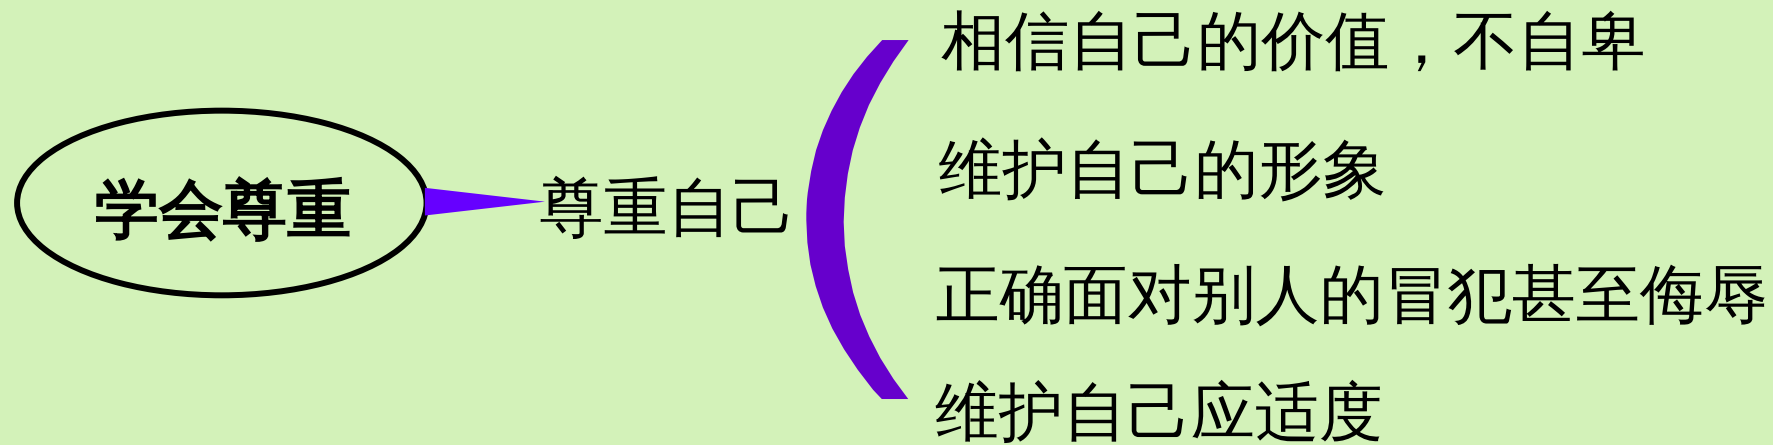 学会尊重
尊重自己
相信自己的价值，不自卑
维护自己的形象
正确面对别人的冒犯甚至侮辱
维护自己应适度